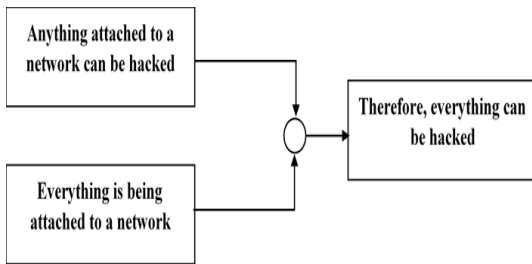 Anything attached to a
network can be hacked
Therefore, everything can
be hacked
Everything is being
attached to a network